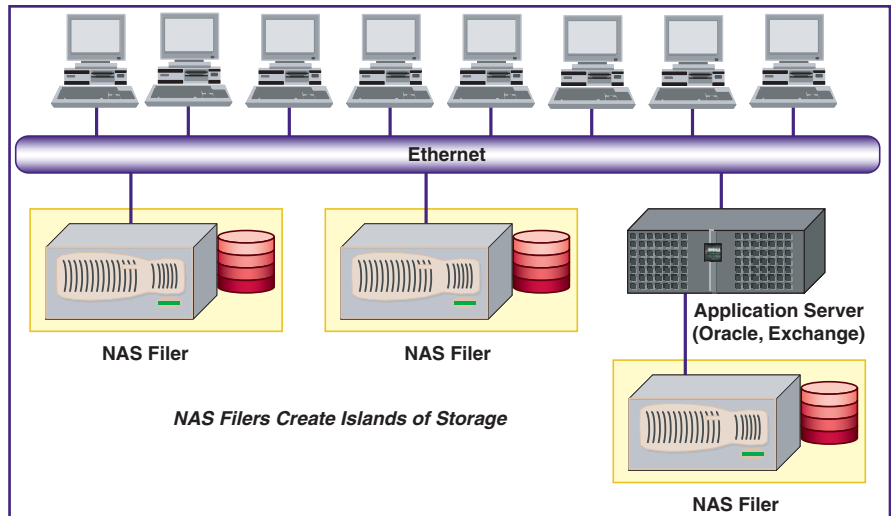 Ethernet
NAS Filer
NAS Filer
Application Server
(Oracle, Exchange)
NAS Filers Create Islands of Storage
NAS Filer